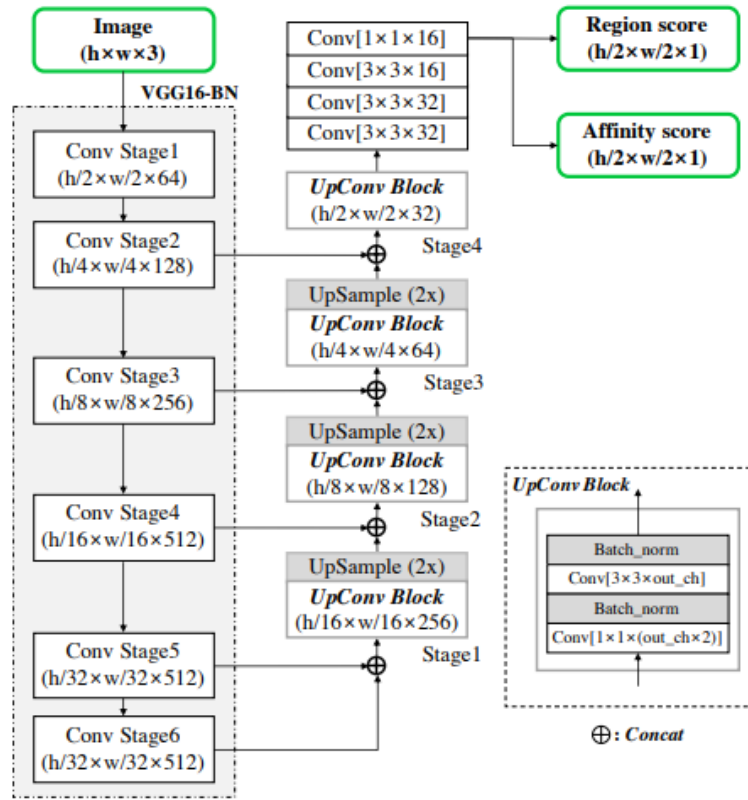 Image
(h×w×3)
VGG16-BN
Conv Stage1
(h/2×w/2×64)
Conv Stage2
(h/4×w/4×128)
Conv Stage3
(h/8×w/8×256)
Conv Stage4
(h/16×w/16×512)
Conv Stage5
(h/32×w/32×512)
Conv Stage6
(h/32×w/32×512)
Conv[1×1×16]
Conv[3×3×16]
Conv[3×3×32]
Conv[3×3×32]
UpConv Block
(h/2×w/2×32)
Stage4
UpSample (2x)
UpConv Block
(h/4×w/4×64)
Stage3
UpSample (2x)
UpConv Block
(h/8×w/8×128)
Stage2
UpSample (2x)
UpConv Block
(h/16×w/16×256)
Stage1
Region score
(h/2×w/2×1)
Affinity score
(h/2×w/2×1)
UpConv Block
Batch_norm
Conv[3×3×out_ch]
Batch_norm
Conv[1×1×(out_ch×2)]
⊕: Concat